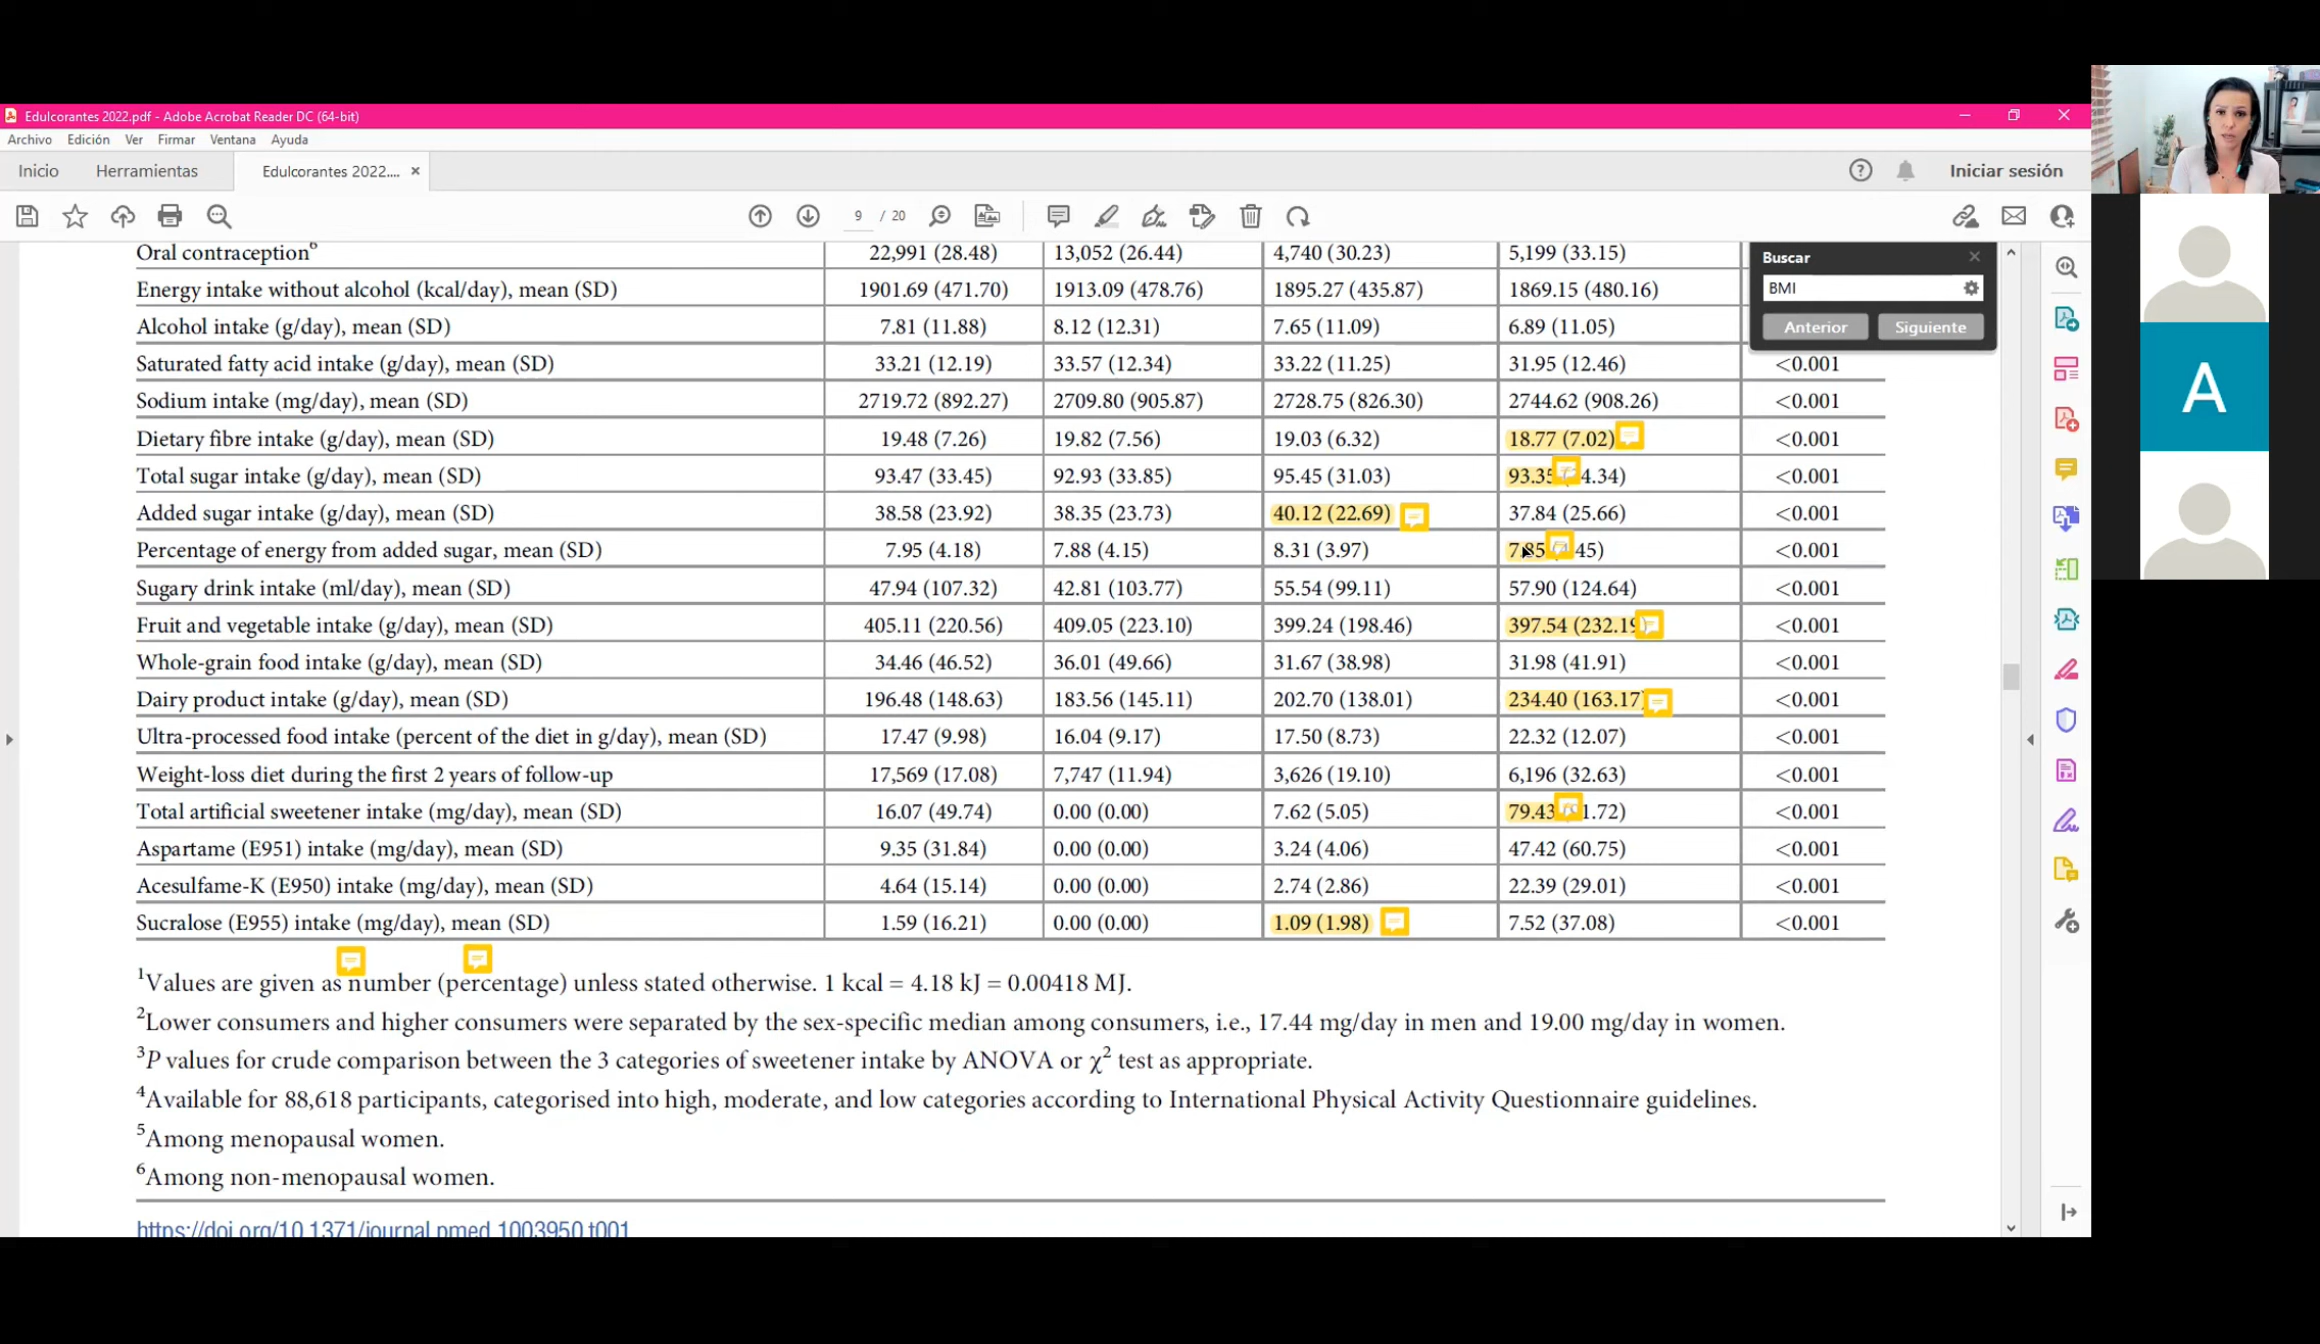 Edulcorantes 2022.pdf - Adobe Acrobat Reader DC (64-bit)
Archivo Edición Ver Firmar Ventana Ayuda
Inicio Herramientas Edulcorantes 2022.... × Iniciar sesión
9 / 20
Buscar
BMI
Anterior Siguiente
Oral contraception⁶ 22,991 (28.48) 13,052 (26.44) 4,740 (30.23) 5,199 (33.15)
Energy intake without alcohol (kcal/day), mean (SD) 1901.69 (471.70) 1913.09 (478.76) 1895.27 (435.87) 1869.15 (480.16)
Alcohol intake (g/day), mean (SD) 7.81 (11.88) 8.12 (12.31) 7.65 (11.09) 6.89 (11.05)
Saturated fatty acid intake (g/day), mean (SD) 33.21 (12.19) 33.57 (12.34) 33.22 (11.25) 31.95 (12.46) <0.001
Sodium intake (mg/day), mean (SD) 2719.72 (892.27) 2709.80 (905.87) 2728.75 (826.30) 2744.62 (908.26) <0.001
Dietary fibre intake (g/day), mean (SD) 19.48 (7.26) 19.82 (7.56) 19.03 (6.32) 18.77 (7.02) <0.001
Total sugar intake (g/day), mean (SD) 93.47 (33.45) 92.93 (33.85) 95.45 (31.03) 93.35 4.34) <0.001
Added sugar intake (g/day), mean (SD) 38.58 (23.92) 38.35 (23.73) 40.12 (22.69) 37.84 (25.66) <0.001
Percentage of energy from added sugar, mean (SD) 7.95 (4.18) 7.88 (4.15) 8.31 (3.97) 7.85 45) <0.001
Sugary drink intake (ml/day), mean (SD) 47.94 (107.32) 42.81 (103.77) 55.54 (99.11) 57.90 (124.64) <0.001
Fruit and vegetable intake (g/day), mean (SD) 405.11 (220.56) 409.05 (223.10) 399.24 (198.46) 397.54 (232.19) <0.001
Whole-grain food intake (g/day), mean (SD) 34.46 (46.52) 36.01 (49.66) 31.67 (38.98) 31.98 (41.91) <0.001
Dairy product intake (g/day), mean (SD) 196.48 (148.63) 183.56 (145.11) 202.70 (138.01) 234.40 (163.17) <0.001
Ultra-processed food intake (percent of the diet in g/day), mean (SD) 17.47 (9.98) 16.04 (9.17) 17.50 (8.73) 22.32 (12.07) <0.001
Weight-loss diet during the first 2 years of follow-up 17,569 (17.08) 7,747 (11.94) 3,626 (19.10) 6,196 (32.63) <0.001
Total artificial sweetener intake (mg/day), mean (SD) 16.07 (49.74) 0.00 (0.00) 7.62 (5.05) 79.43 1.72) <0.001
Aspartame (E951) intake (mg/day), mean (SD) 9.35 (31.84) 0.00 (0.00) 3.24 (4.06) 47.42 (60.75) <0.001
Acesulfame-K (E950) intake (mg/day), mean (SD) 4.64 (15.14) 0.00 (0.00) 2.74 (2.86) 22.39 (29.01) <0.001
Sucralose (E955) intake (mg/day), mean (SD) 1.59 (16.21) 0.00 (0.00) 1.09 (1.98) 7.52 (37.08) <0.001
¹Values are given as number (percentage) unless stated otherwise. 1 kcal = 4.18 kJ = 0.00418 MJ.
²Lower consumers and higher consumers were separated by the sex-specific median among consumers, i.e., 17.44 mg/day in men and 19.00 mg/day in women.
³P values for crude comparison between the 3 categories of sweetener intake by ANOVA or χ² test as appropriate.
⁴Available for 88,618 participants, categorised into high, moderate, and low categories according to International Physical Activity Questionnaire guidelines.
⁵Among menopausal women.
⁶Among non-menopausal women.
https://doi.org/10.1371/journal.pmed.1003950.t001
A